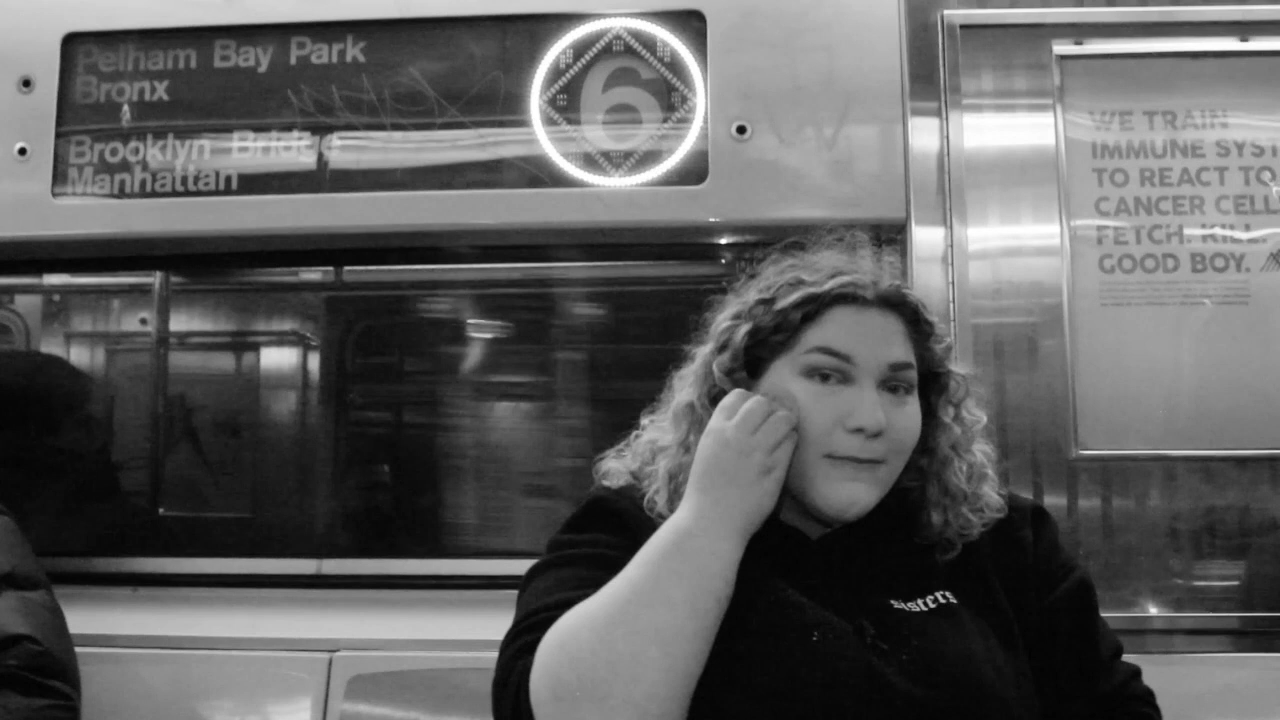 Pelham Bay Park
Bronx
Brooklyn Bridge
Manhattan
6
WE TRAIN
IMMUNE SYST
TO REACT TO
CANCER CELL
FETCH. KILL.
GOOD BOY.
sisters